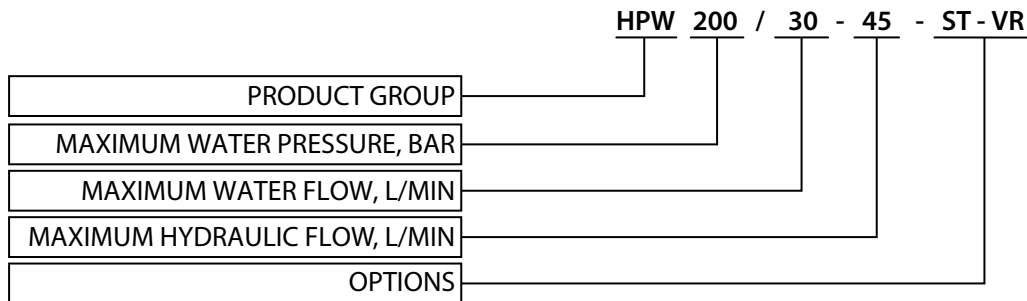 HPW 200 / 30 - 45 - ST - VR
PRODUCT GROUP
MAXIMUM WATER PRESSURE, BAR
MAXIMUM WATER FLOW, L/MIN
MAXIMUM HYDRAULIC FLOW, L/MIN
OPTIONS